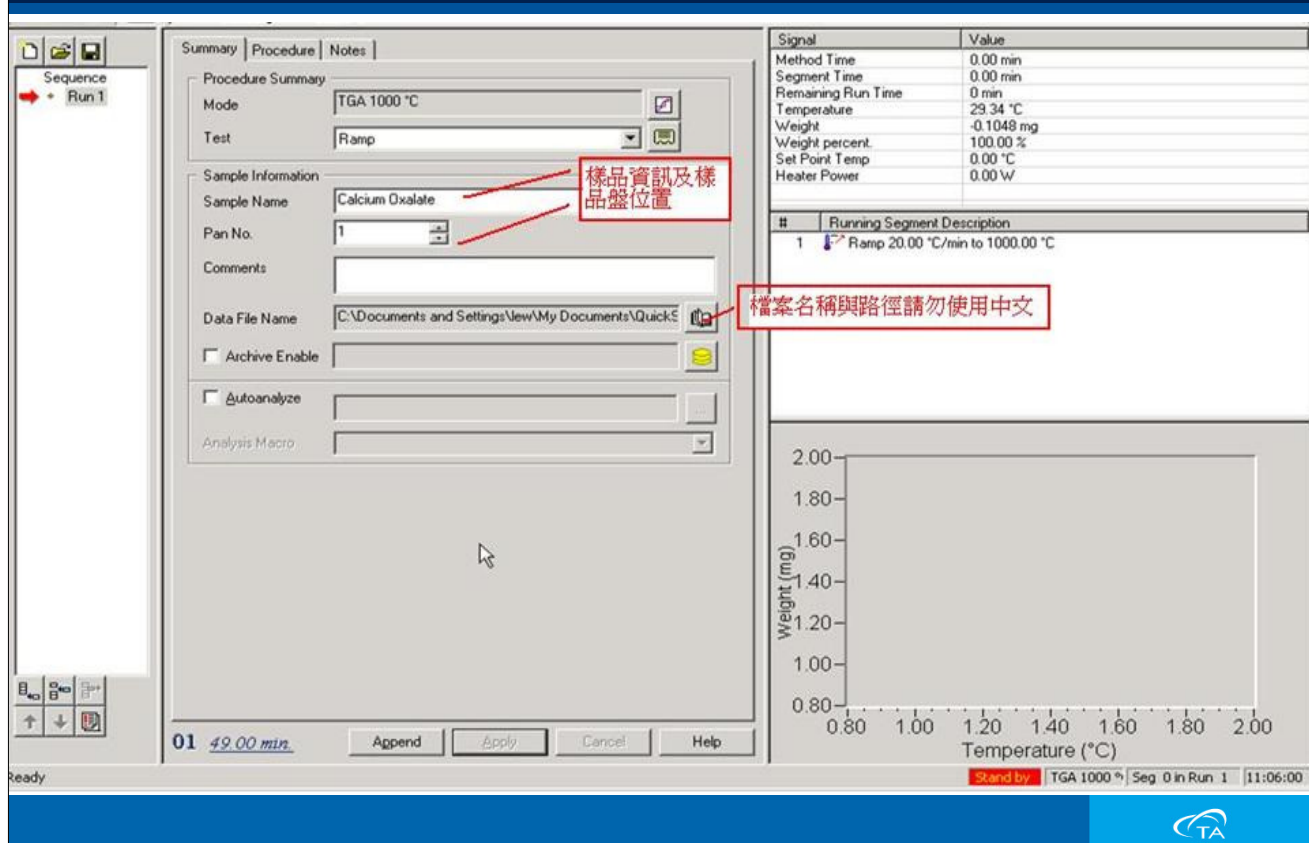 Sequence
Run 1
Summary Procedure Notes
Procedure Summary
Mode TGA 1000 °C
Test Ramp
Sample Information
Sample Name Calcium Oxalate
Pan No. 1
樣品資訊及樣
品盤位置
Comments
Data File Name C:\Documents and Settings\lew\My Documents\QuickS
檔案名稱與路徑請勿使用中文
Archive Enable
Autoanalyze
...
Analysis Macro
01 49.00 min.
Append Apply Cancel Help
Signal Value
Method Time 0.00 min
Segment Time 0.00 min
Remaining Run Time 0 min
Temperature 29.34 °C
Weight -0.1048 mg
Weight percent. 100.00 %
Set Point Temp 0.00 °C
Heater Power 0.00 W
# Running Segment Description
1 Ramp 20.00 °C/min to 1000.00 °C
2.00
1.80
1.60
1.40
1.20
1.00
0.80
Weight (mg)
0.80 1.00 1.20 1.40 1.60 1.80 2.00
Temperature (°C)
Ready
Stand by TGA 1000 °C Seg 0 in Run 1 11:06:00
TA